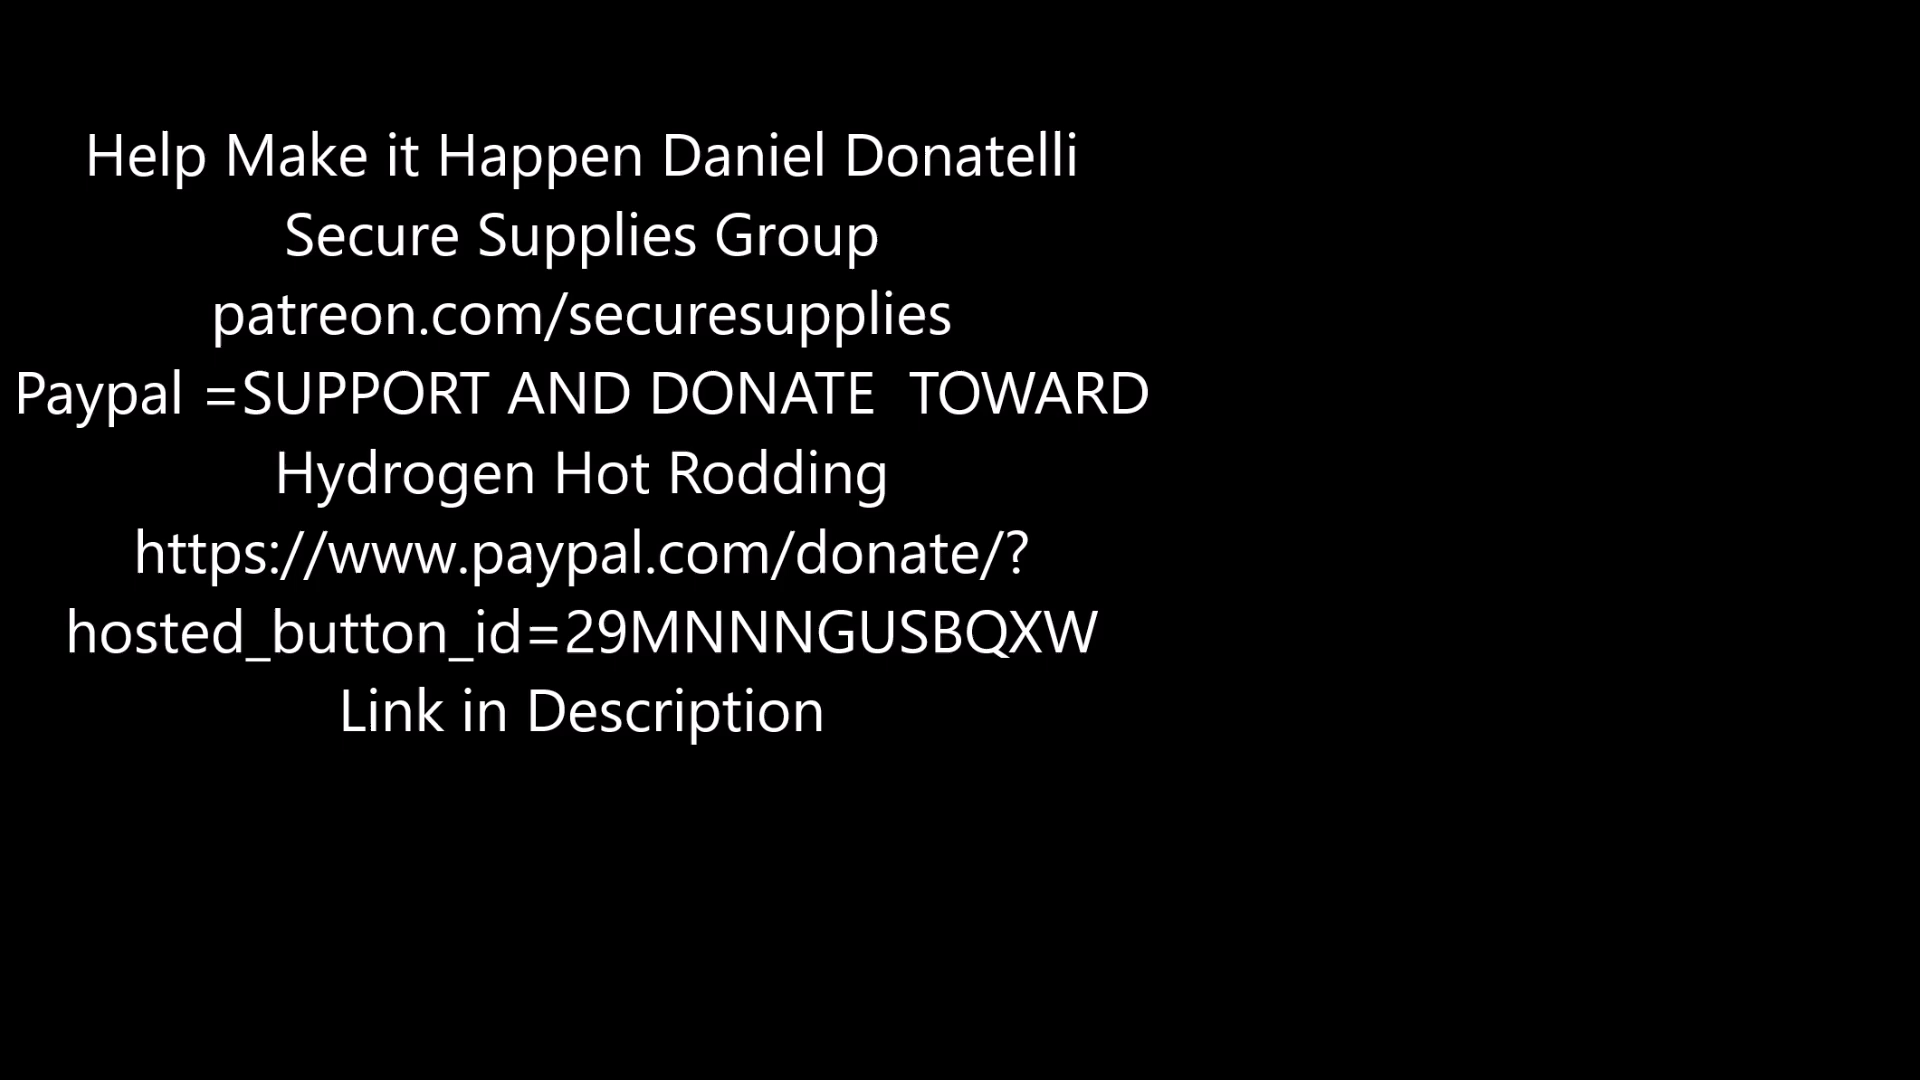 Help Make it Happen Daniel Donatelli
Secure Supplies Group
patreon.com/securesupplies
Paypal =SUPPORT AND DONATE  TOWARD
Hydrogen Hot Rodding
https://www.paypal.com/donate/?
hosted_button_id=29MNNNGUSBQXW
Link in Description